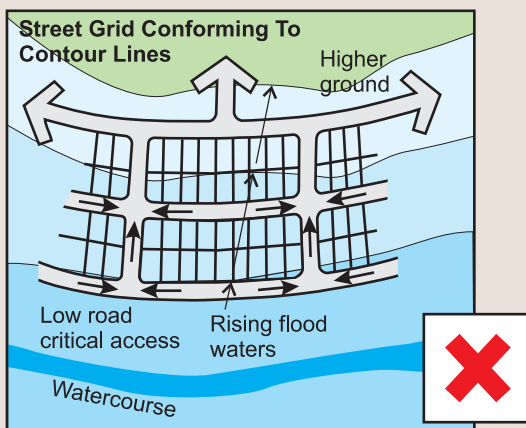 Street Grid Conforming To
Contour Lines
Higher
ground
Low road
critical access
Rising flood
waters
Watercourse